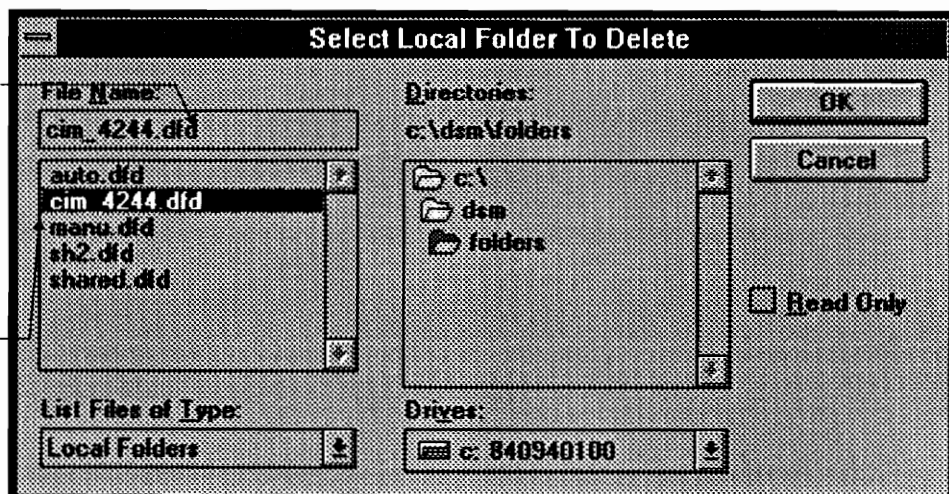 Select Local Folder To Delete
File Name:
cim_4244.dfd
auto.dfd
cim_4244.dfd
manu.dfd
sh2.dfd
shared.dfd
List Files of Type:
Local Folders
Directories:
c:\dsm\folders
c:\
dsm
folders
Drives:
c: 840940100
OK
Cancel
Read Only